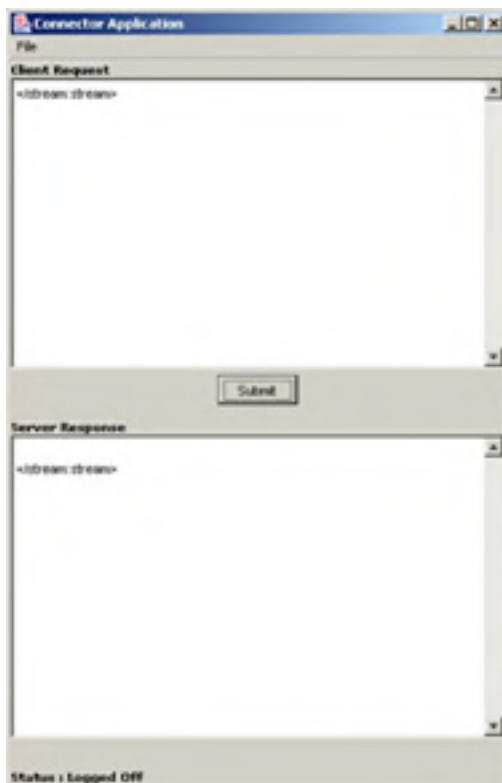 Connector Application
File
Client Request
</stream:stream>
Submit
Server Response
</stream:stream>
Status : Logged Off